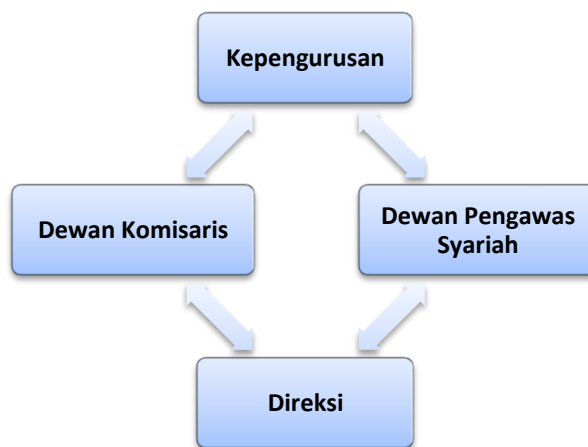 Kepengurusan
Dewan Komisaris
Dewan Pengawas
Syariah
Direksi